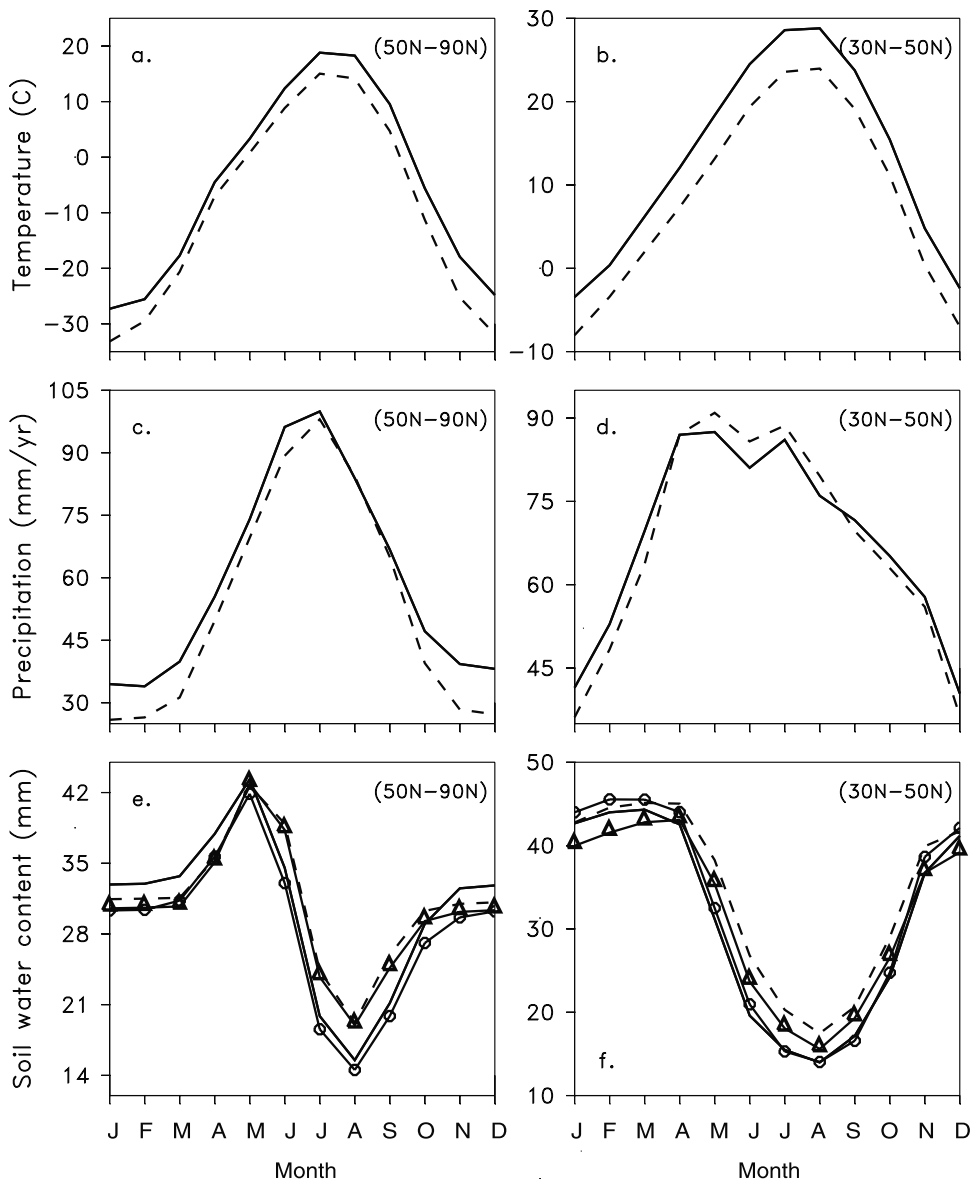 Temperature (C)
20
10
0
−10
−20
−30
a.
(50N−90N)
30
20
10
0
−10
b.
(30N−50N)
Precipitation (mm/yr)
105
90
75
60
45
30
c.
(50N−90N)
90
75
60
45
d.
(30N−50N)
Soil water content (mm)
42
35
28
21
14
e.
(50N−90N)
50
40
30
20
10
f.
(30N−50N)
J F M A M J J A S O N D
J F M A M J J A S O N D
Month
Month